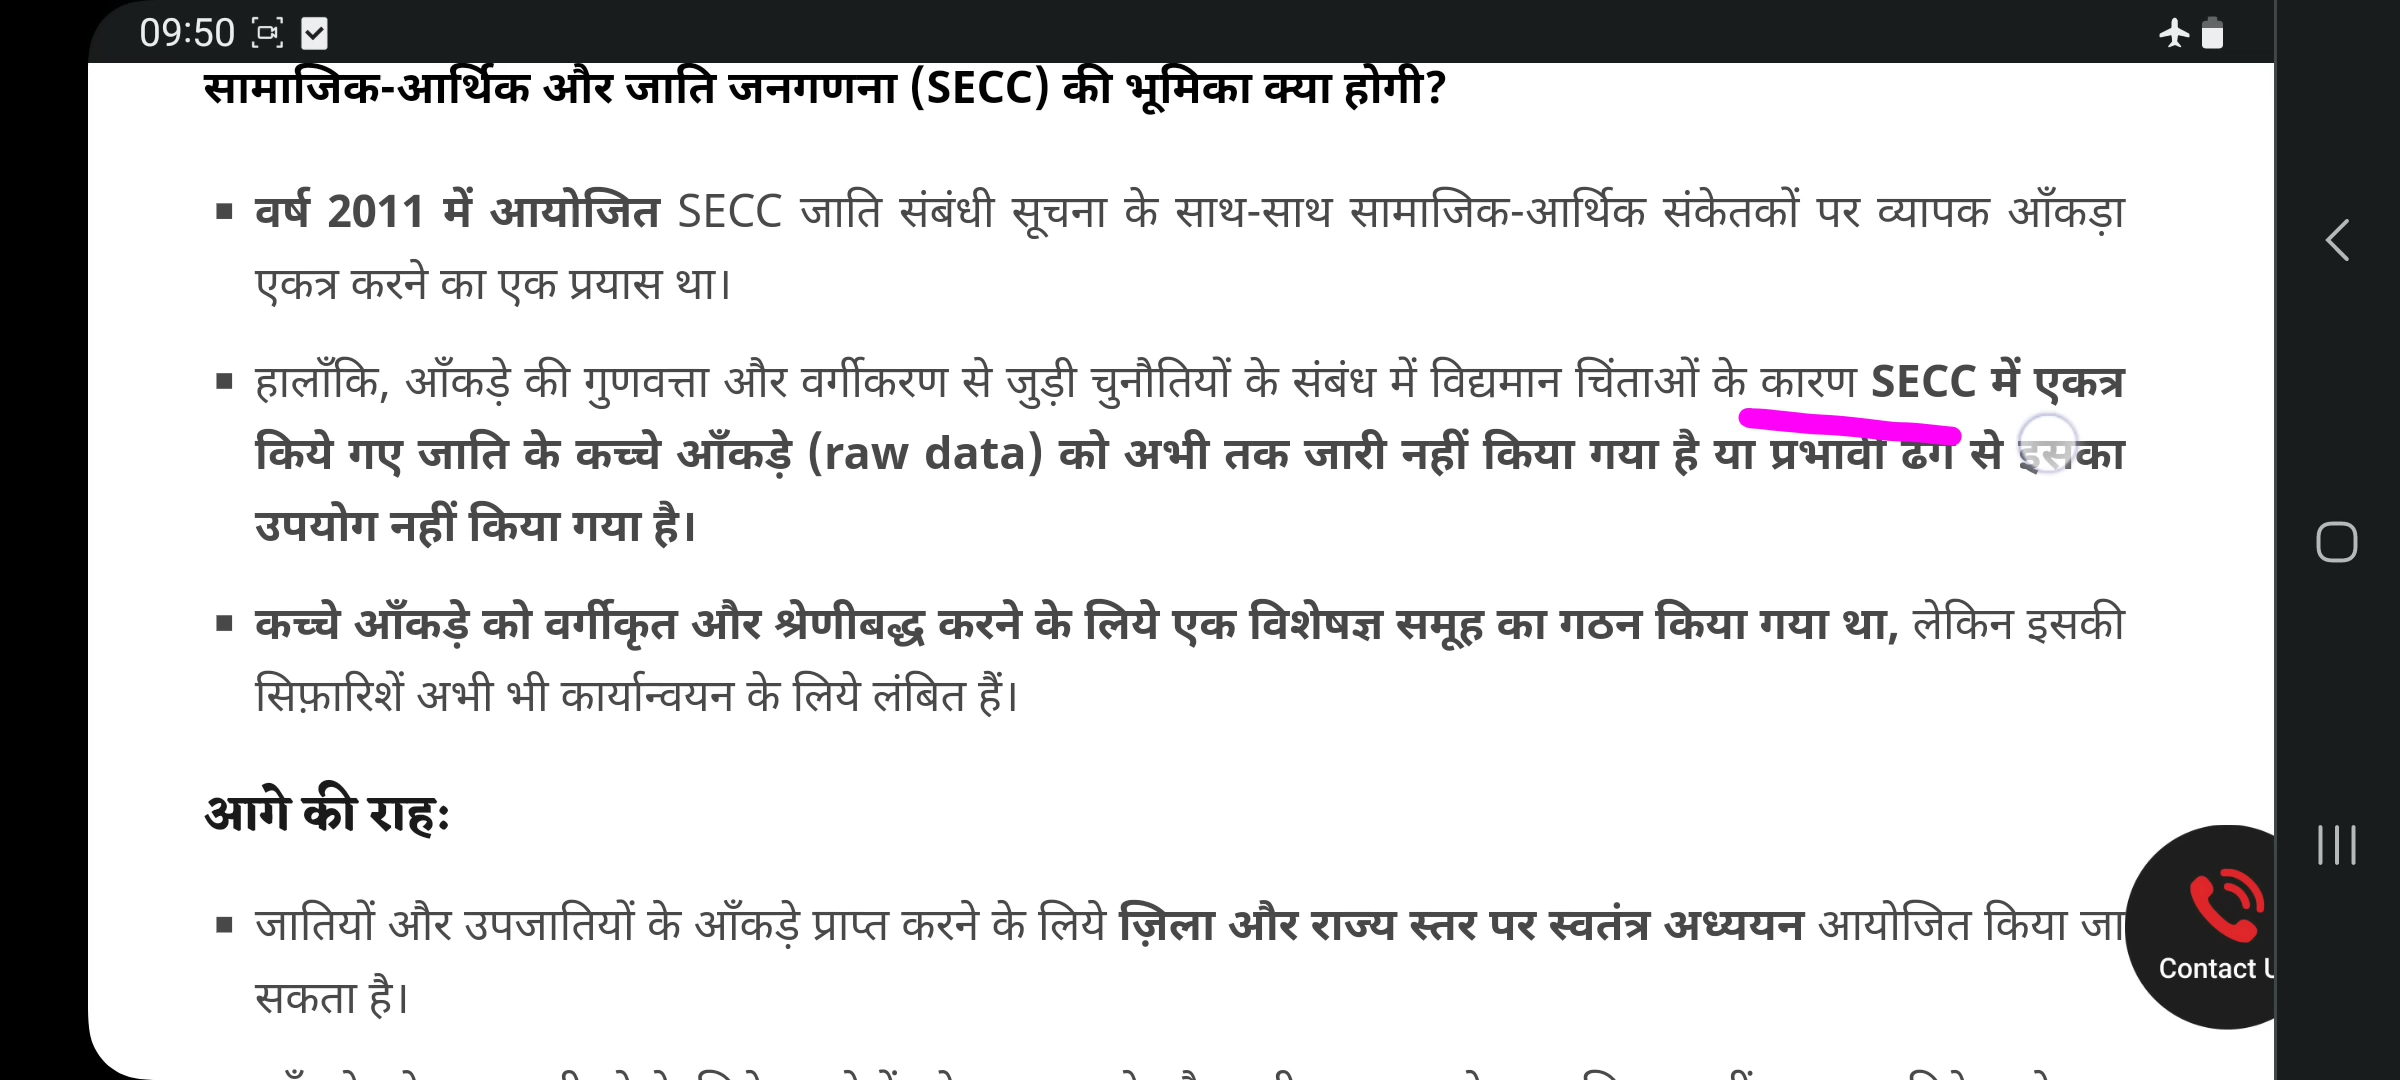 09:50
सामाजिक-आर्थिक और जाति जनगणना (SECC) की भूमिका क्या होगी?
▪ वर्ष 2011 में आयोजित SECC जाति संबंधी सूचना के साथ-साथ सामाजिक-आर्थिक संकेतकों पर व्यापक आँकड़ा
एकत्र करने का एक प्रयास था।
▪ हालाँकि, आँकड़े की गुणवत्ता और वर्गीकरण से जुड़ी चुनौतियों के संबंध में विद्यमान चिंताओं के कारण SECC में एकत्र
किये गए जाति के कच्चे आँकड़े (raw data) को अभी तक जारी नहीं किया गया है या प्रभावी ढंग से इसका
उपयोग नहीं किया गया है।
▪ कच्चे आँकड़े को वर्गीकृत और श्रेणीबद्ध करने के लिये एक विशेषज्ञ समूह का गठन किया गया था, लेकिन इसकी
सिफ़ारिशें अभी भी कार्यान्वयन के लिये लंबित हैं।
आगे की राह:
▪ जातियों और उपजातियों के आँकड़े प्राप्त करने के लिये ज़िला और राज्य स्तर पर स्वतंत्र अध्ययन आयोजित किया जा
सकता है।
Contact U